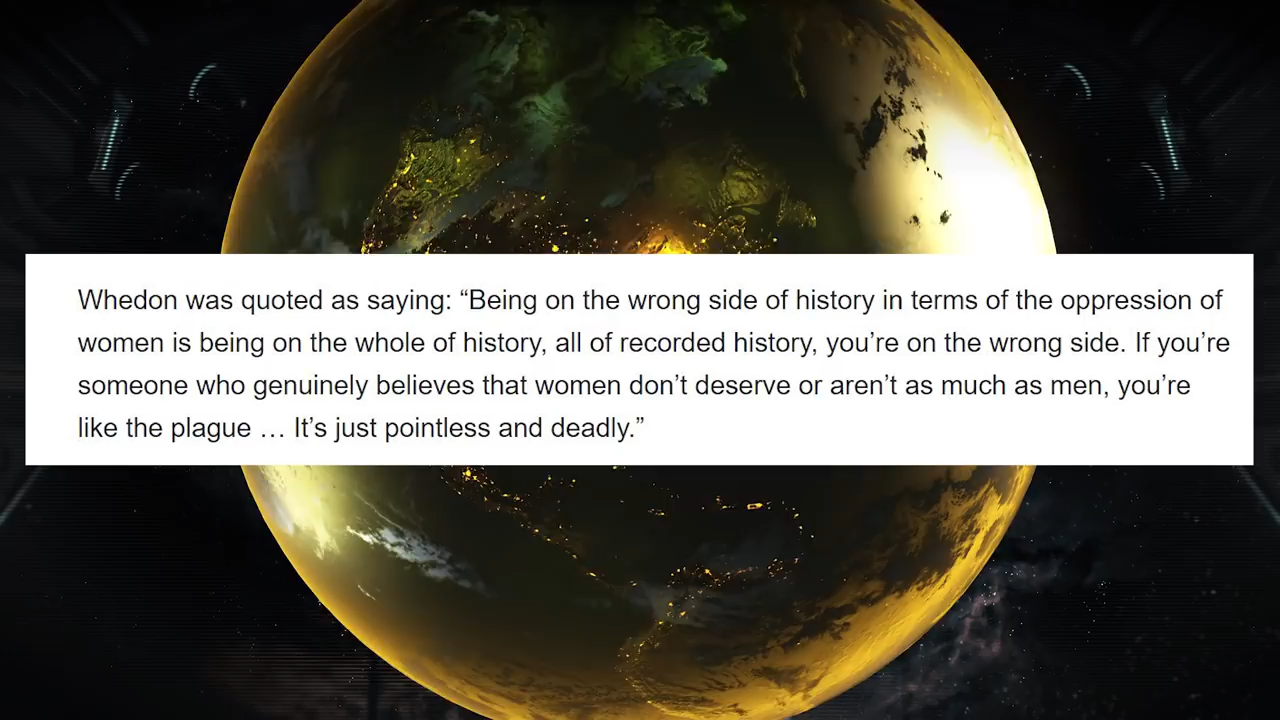 Whedon was quoted as saying: “Being on the wrong side of history in terms of the oppression of
women is being on the whole of history, all of recorded history, you’re on the wrong side. If you’re
someone who genuinely believes that women don’t deserve or aren’t as much as men, you’re
like the plague … It’s just pointless and deadly.”